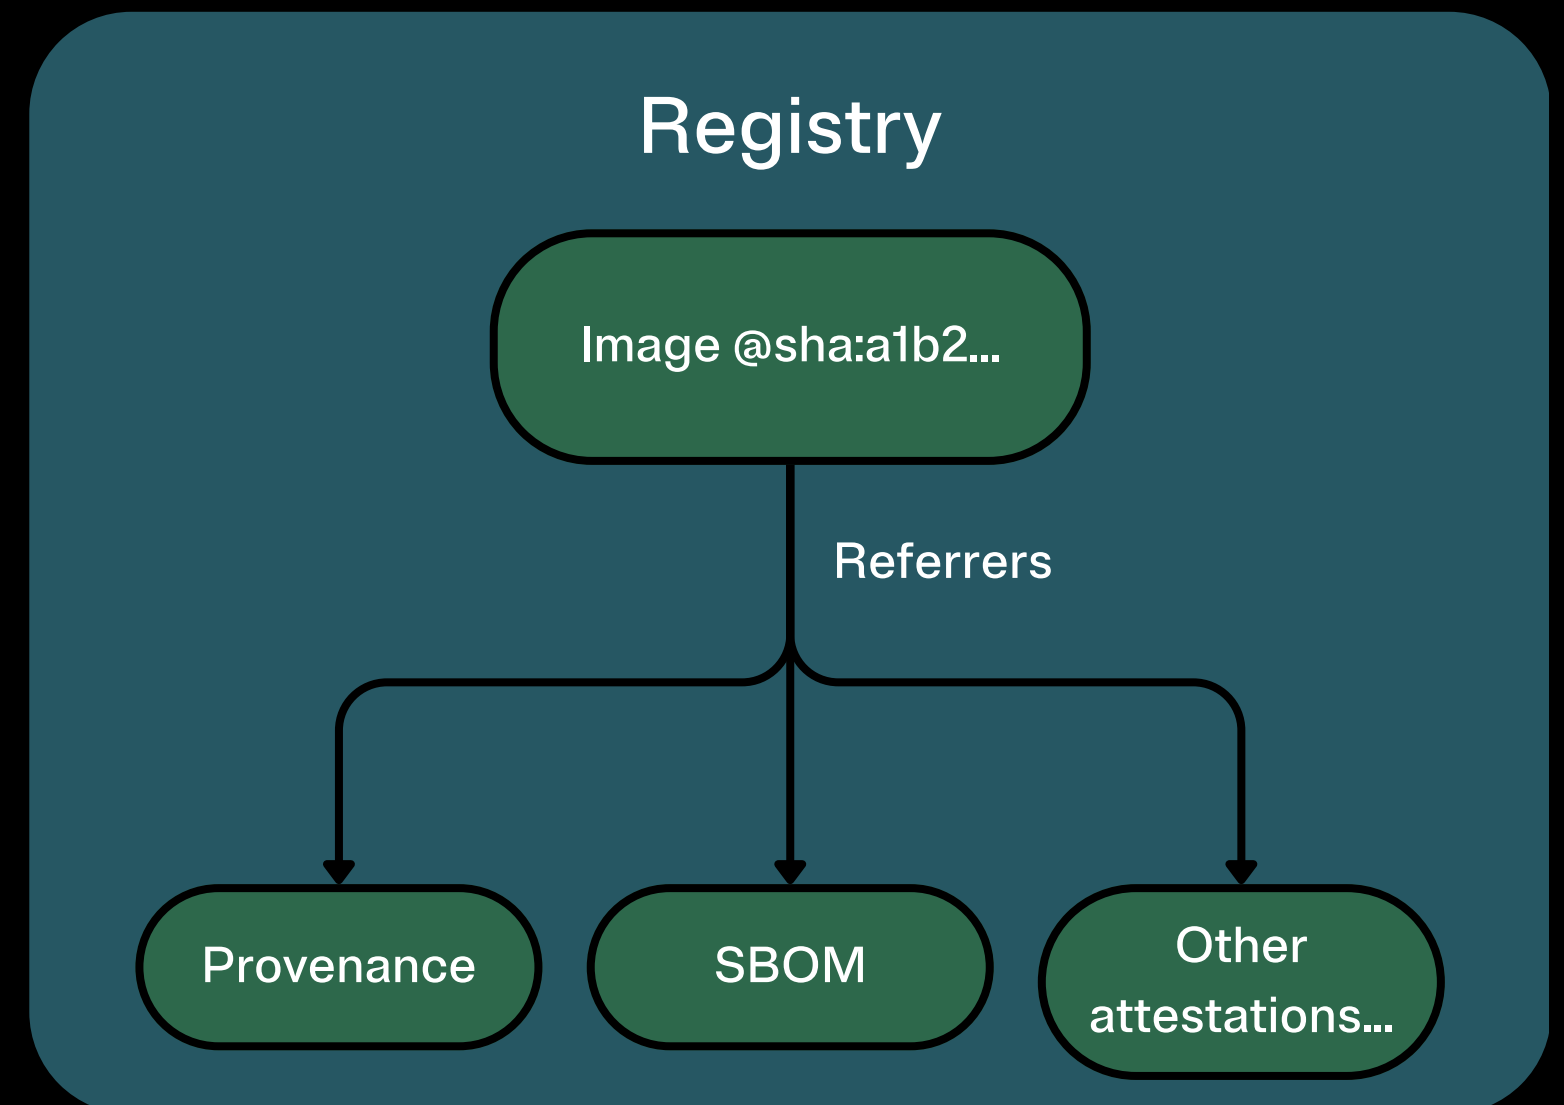 Registry
Image @sha:a1b2...
Referrers
Provenance
SBOM
Other
attestations...